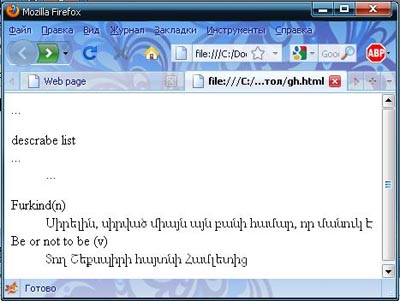 Mozilla Firefox
Файл Правка Вид Журнал Закладки Инструменты Справка
file:///C:/Doc
Goo
ABP
Web page
file:///C:/...тол/gh.html
...
descrabe list
...
...
Furkind(n)
Սիրելին, սիրված միայն այն բանի համար, որ մանուկ է
Be or not to be (v)
Տող Շեքսպիրի հայտնի Համլետից
Готово